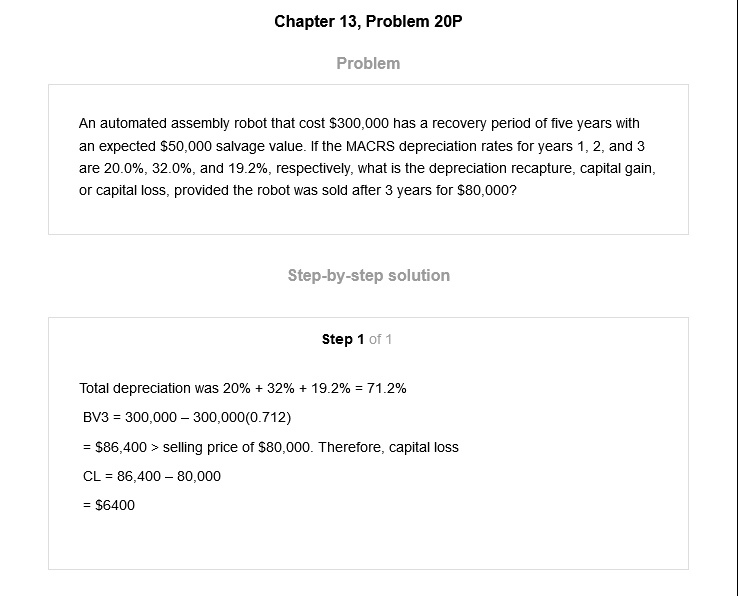 Chapter 13, Problem 20P
Problem
An automated assembly robot that cost $300,000 has a recovery period of five years with
an expected $50,000 salvage value. If the MACRS depreciation rates for years 1, 2, and 3
are 20.0%, 32.0%, and 19.2%, respectively, what is the depreciation recapture, capital gain,
or capital loss, provided the robot was sold after 3 years for $80,000?
Step-by-step solution
Step 1 of 1
Total depreciation was 20% + 32% + 19.2% = 71.2%
BV3 = 300,000 – 300,000(0.712)
= $86,400 > selling price of $80,000. Therefore, capital loss
CL = 86,400 – 80,000
= $6400